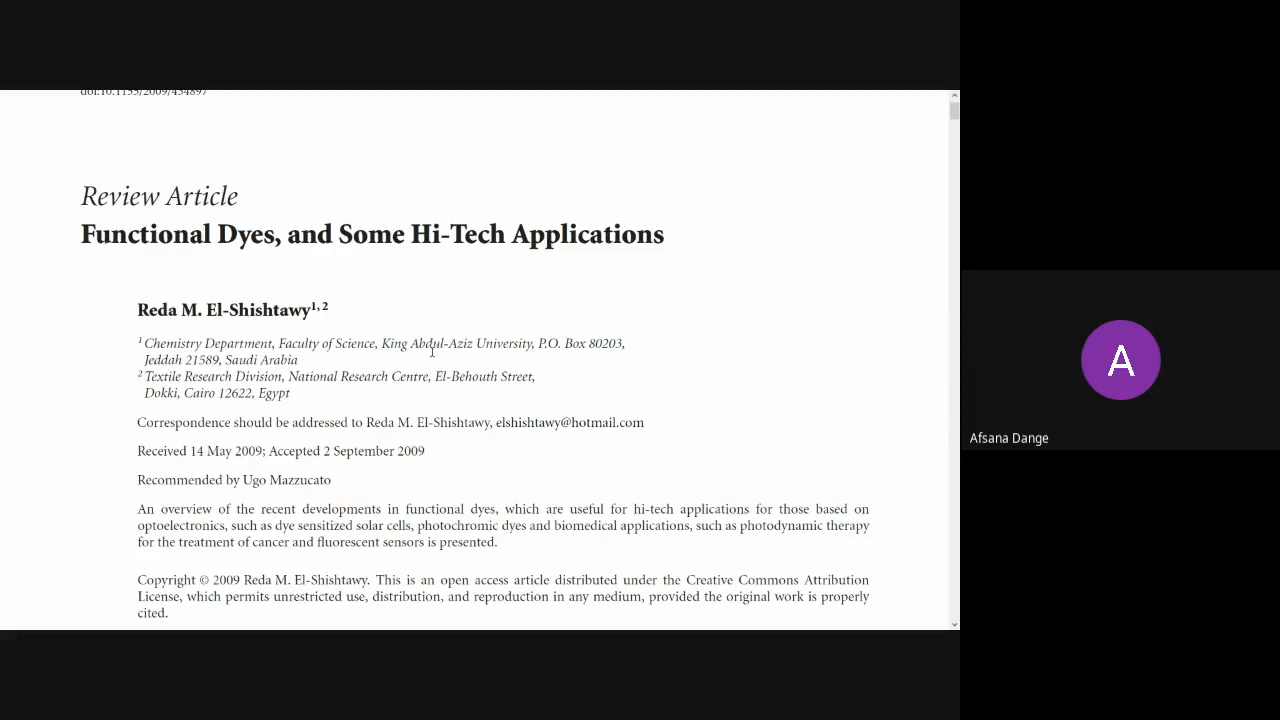 Review Article
Functional Dyes, and Some Hi-Tech Applications
Reda M. El-Shishtawy1, 2
1 Chemistry Department, Faculty of Science, King Abdul-Aziz University, P.O. Box 80203,
Jeddah 21589, Saudi Arabia
2 Textile Research Division, National Research Centre, El-Behouth Street,
Dokki, Cairo 12622, Egypt
Correspondence should be addressed to Reda M. El-Shishtawy, elshishtawy@hotmail.com
Received 14 May 2009; Accepted 2 September 2009
Recommended by Ugo Mazzucato
An overview of the recent developments in functional dyes, which are useful for hi-tech applications for those based on
optoelectronics, such as dye sensitized solar cells, photochromic dyes and biomedical applications, such as photodynamic therapy
for the treatment of cancer and fluorescent sensors is presented.
Copyright © 2009 Reda M. El-Shishtawy. This is an open access article distributed under the Creative Commons Attribution
License, which permits unrestricted use, distribution, and reproduction in any medium, provided the original work is properly
cited.
A
Afsana Dange